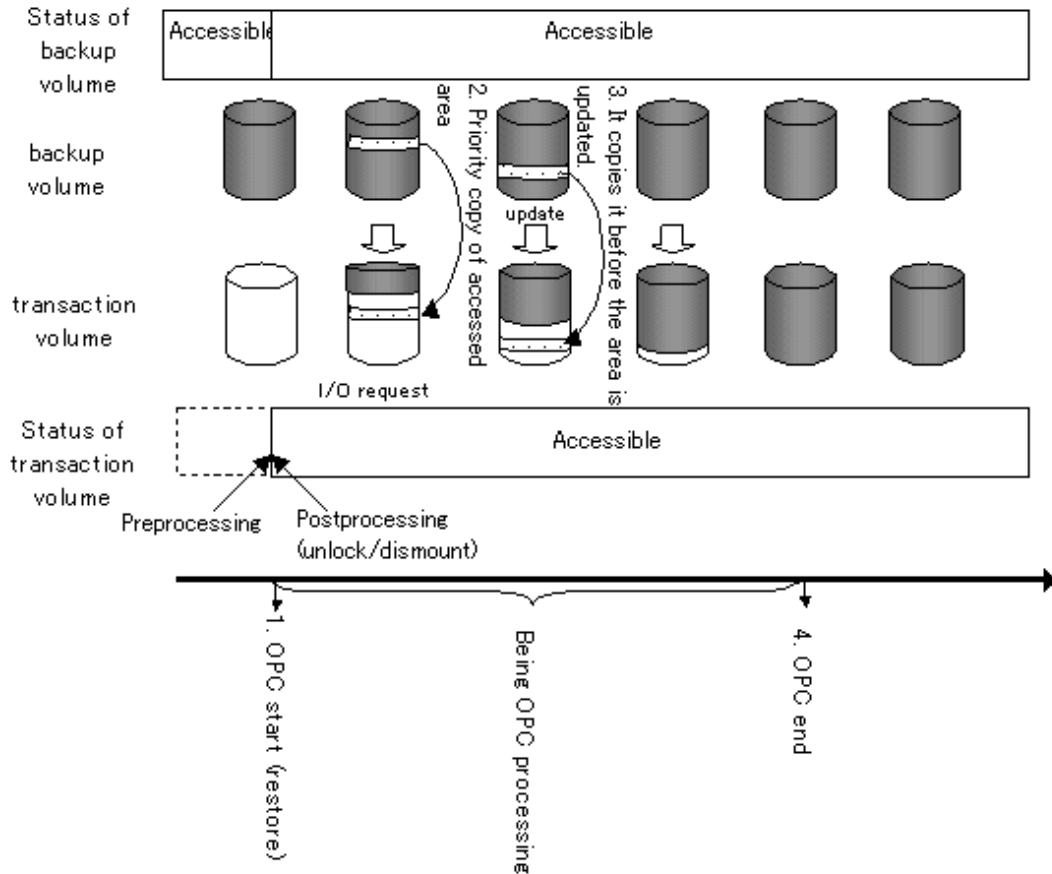 Status of
backup
volume
Accessible
Accessible
backup
volume
2. Priority copy of accessed
area
3. It copies it before the area is
updated.
update
transaction
volume
I/O request
Status of
transaction
volume
Accessible
Preprocessing
Postprocessing
(unlock/dismount)
1. OPC start (restore)
Being OPC processing
4. OPC end